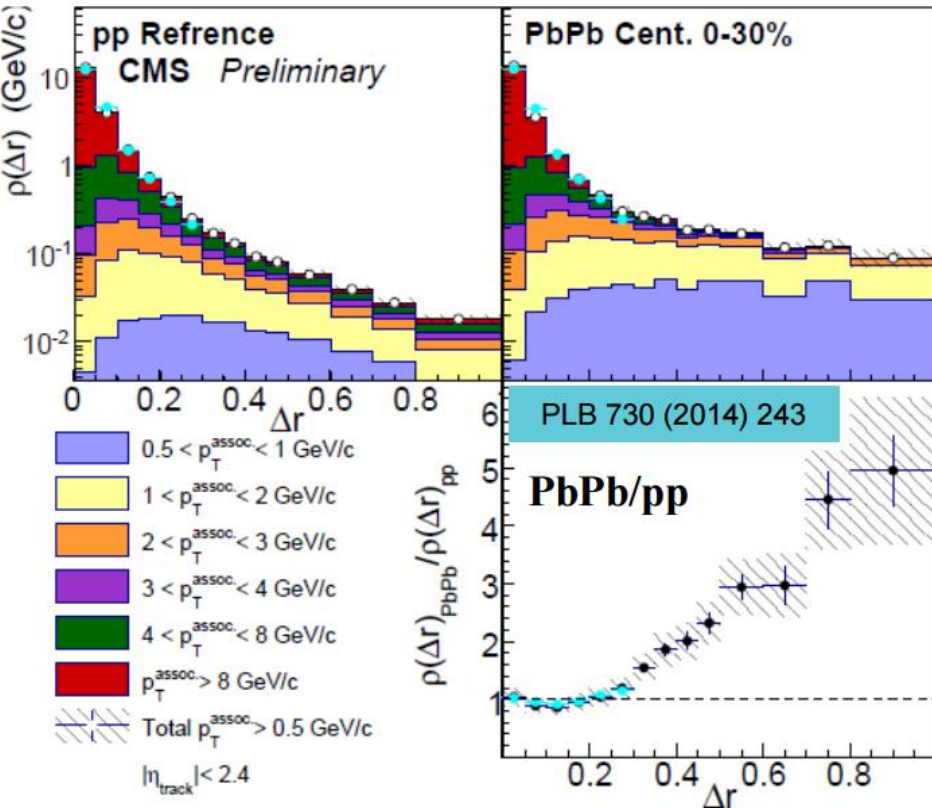 pp Refrence
CMS Preliminary
PbPb Cent. 0-30%
ρ(Δr) (GeV/c)
10
1
10⁻¹
10⁻²
0 0.2 0.4 0.6 0.8
Δr
0.5 < p_T^assoc. < 1 GeV/c
1 < p_T^assoc. < 2 GeV/c
2 < p_T^assoc. < 3 GeV/c
3 < p_T^assoc. < 4 GeV/c
4 < p_T^assoc. < 8 GeV/c
p_T^assoc. > 8 GeV/c
Total p_T^assoc. > 0.5 GeV/c
|η_track| < 2.4
PLB 730 (2014) 243
PbPb/pp
ρ(Δr)_PbPb/ρ(Δr)_pp
6
5
4
3
2
1
0.2 0.4 0.6 0.8
Δr